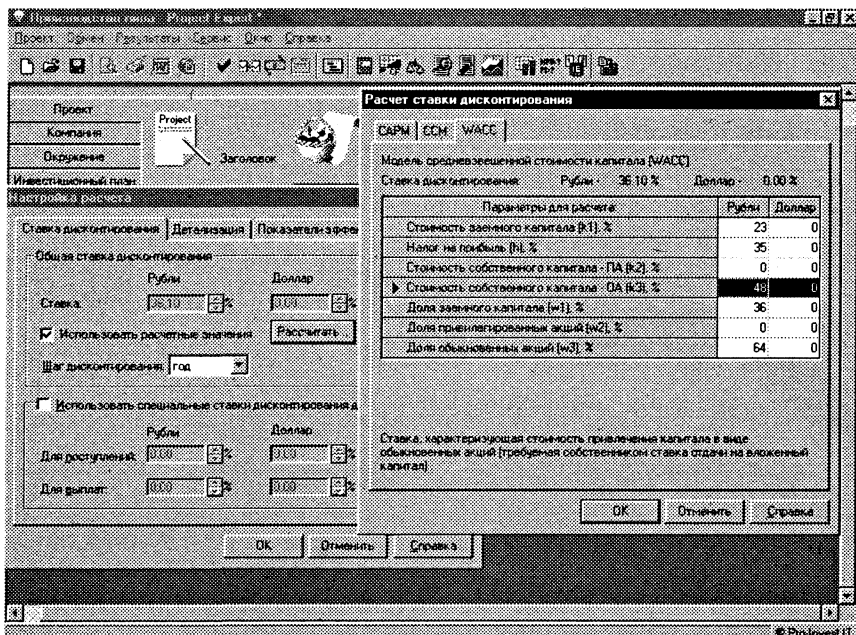 Производство пива - Project Expert *
Проект Обмен Результаты Сервис Окно Справка
Проект
Компания
Окружение
Инвестиционный план
Project
Заголовок
Настройка расчета
Ставка дисконтирования Детализация Показатели эффе
Общая ставка дисконтирования
Рубли Доллар
Ставка: 36,10 % 0,00 %
Использовать расчетные значения Рассчитать...
Шаг дисконтирования: год
Использовать специальные ставки дисконтирования д
Рубли Доллар
Для поступлений: 0,00 % 0,00 %
Для выплат: 0,00 % 0,00 %
OK Отменить Справка
Расчет ставки дисконтирования
CAPM CCM WACC
Модель средневзвешенной стоимости капитала (WACC)
Ставка дисконтирования: Рубли - 36.10 % Доллар - 0.00 %
Параметры для расчета Рубли Доллар
Стоимость заемного капитала (k1), % 23 0
Налог на прибыль (h), % 35 0
Стоимость собственного капитала - ПА (k2), % 0 0
Стоимость собственного капитала - ОА (k3), % 48 0
Доля заемного капитала (w1), % 36 0
Доля привилегированных акций (w2), % 0 0
Доля обыкновенных акций (w3), % 64 0
Ставка, характеризующая стоимость привлечения капитала в виде
обыкновенных акций (требуемая собственником ставка отдачи на вложенный
капитал)
OK Отменить Справка
© Pro-Invest IT